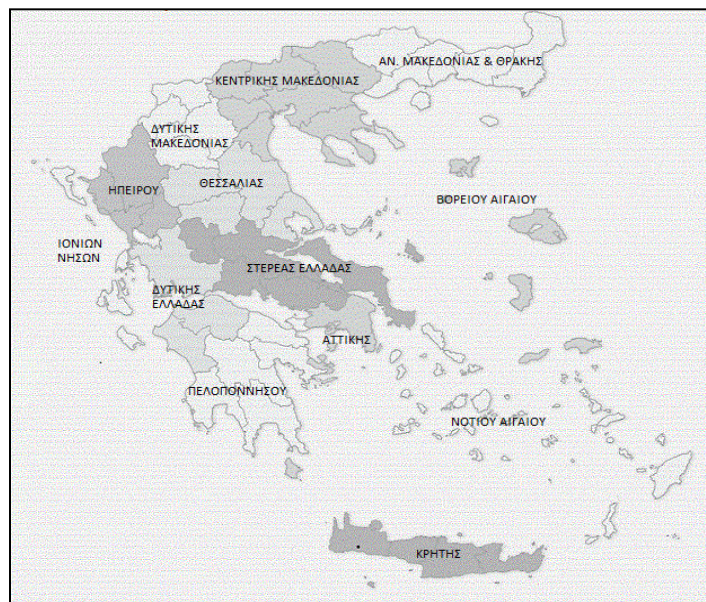 ΑΝ. ΜΑΚΕΔΟΝΙΑΣ & ΘΡΑΚΗΣ
ΚΕΝΤΡΙΚΗΣ ΜΑΚΕΔΟΝΙΑΣ
ΔΥΤΙΚΗΣ
ΜΑΚΕΔΟΝΙΑΣ
ΗΠΕΙΡΟΥ
ΘΕΣΣΑΛΙΑΣ
ΒΟΡΕΙΟΥ ΑΙΓΑΙΟΥ
ΙΟΝΙΩΝ
ΝΗΣΩΝ
ΣΤΕΡΕΑΣ ΕΛΛΑΔΑΣ
ΔΥΤΙΚΗΣ
ΕΛΛΑΔΑΣ
ΑΤΤΙΚΗΣ
ΠΕΛΟΠΟΝΝΗΣΟΥ
ΝΟΤΙΟΥ ΑΙΓΑΙΟΥ
ΚΡΗΤΗΣ